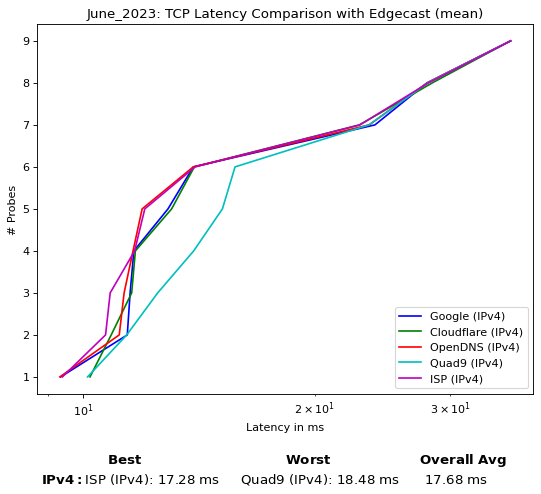 June_2023: TCP Latency Comparison with Edgecast (mean)
9
8
7
6
5
4
3
2
1
# Probes
Google (IPv4)
Cloudflare (IPv4)
OpenDNS (IPv4)
Quad9 (IPv4)
ISP (IPv4)
10¹ 2 × 10¹ 3 × 10¹
Latency in ms
Best Worst Overall Avg
IPv4: ISP (IPv4): 17.28 ms Quad9 (IPv4): 18.48 ms 17.68 ms